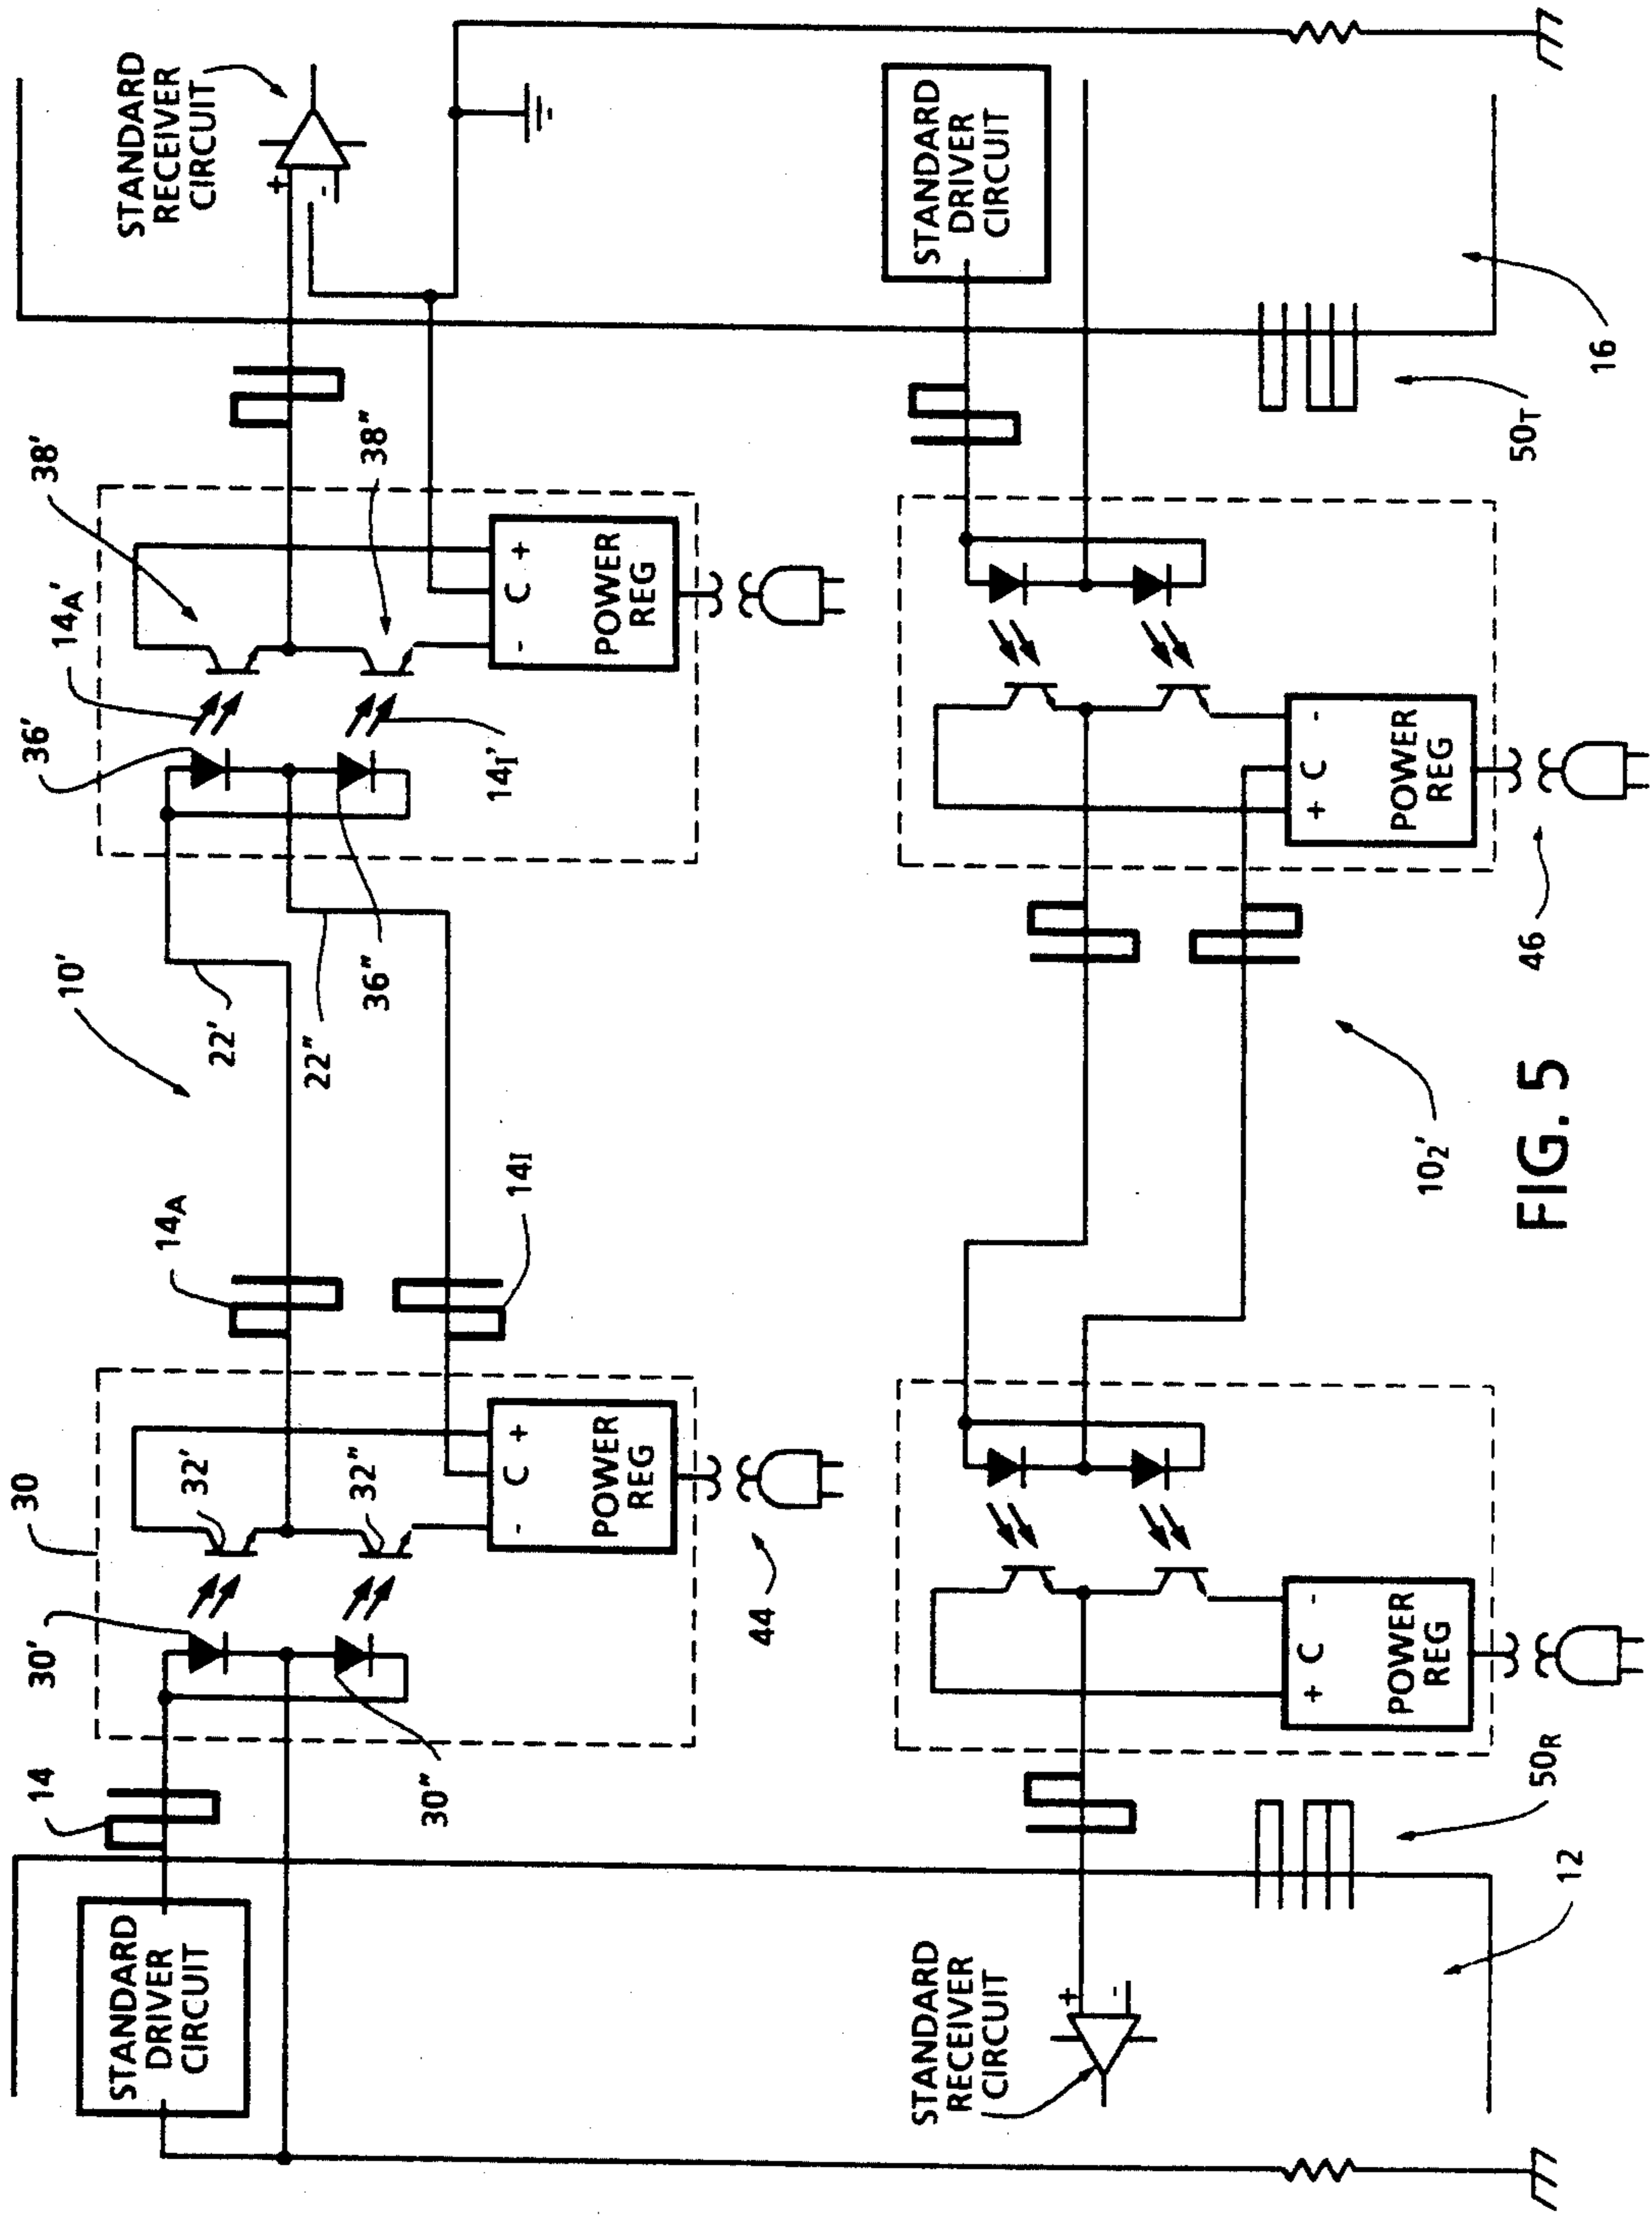 STANDARD
DRIVER
CIRCUIT
14
30'
30"
30
32'
32"
- C +
POWER
REG
44
14A
14I
10'
22'
22"
36'
36"
14A'
14I'
38'
38"
- C +
POWER
REG
STANDARD
RECEIVER
CIRCUIT
+
-
STANDARD
RECEIVER
CIRCUIT
+
-
12
50R
+ C -
POWER
REG
10₂'
46
+ C -
POWER
REG
STANDARD
DRIVER
CIRCUIT
50T
16
FIG. 5